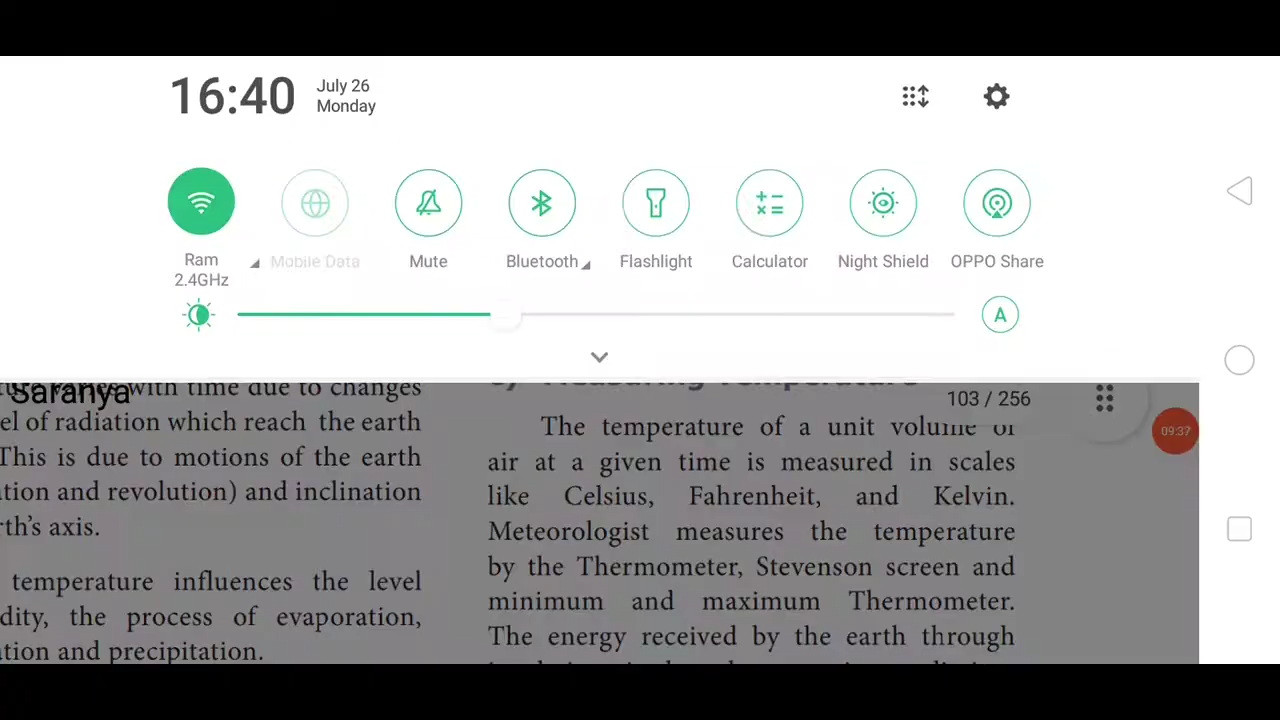 16:40
July 26
Monday
Ram
2.4GHz
Mobile Data
Mute
Bluetooth
Flashlight
Calculator
Night Shield
OPPO Share
A
Saranya
with time due to changes
el of radiation which reach the earth
This is due to motions of the earth
tion and revolution) and inclination
rth's axis.
temperature influences the level
dity, the process of evaporation,
tion and precipitation.
Measuring Temperature
103 / 256
09:37
The temperature of a unit volume of
air at a given time is measured in scales
like Celsius, Fahrenheit, and Kelvin.
Meteorologist measures the temperature
by the Thermometer, Stevenson screen and
minimum and maximum Thermometer.
The energy received by the earth through